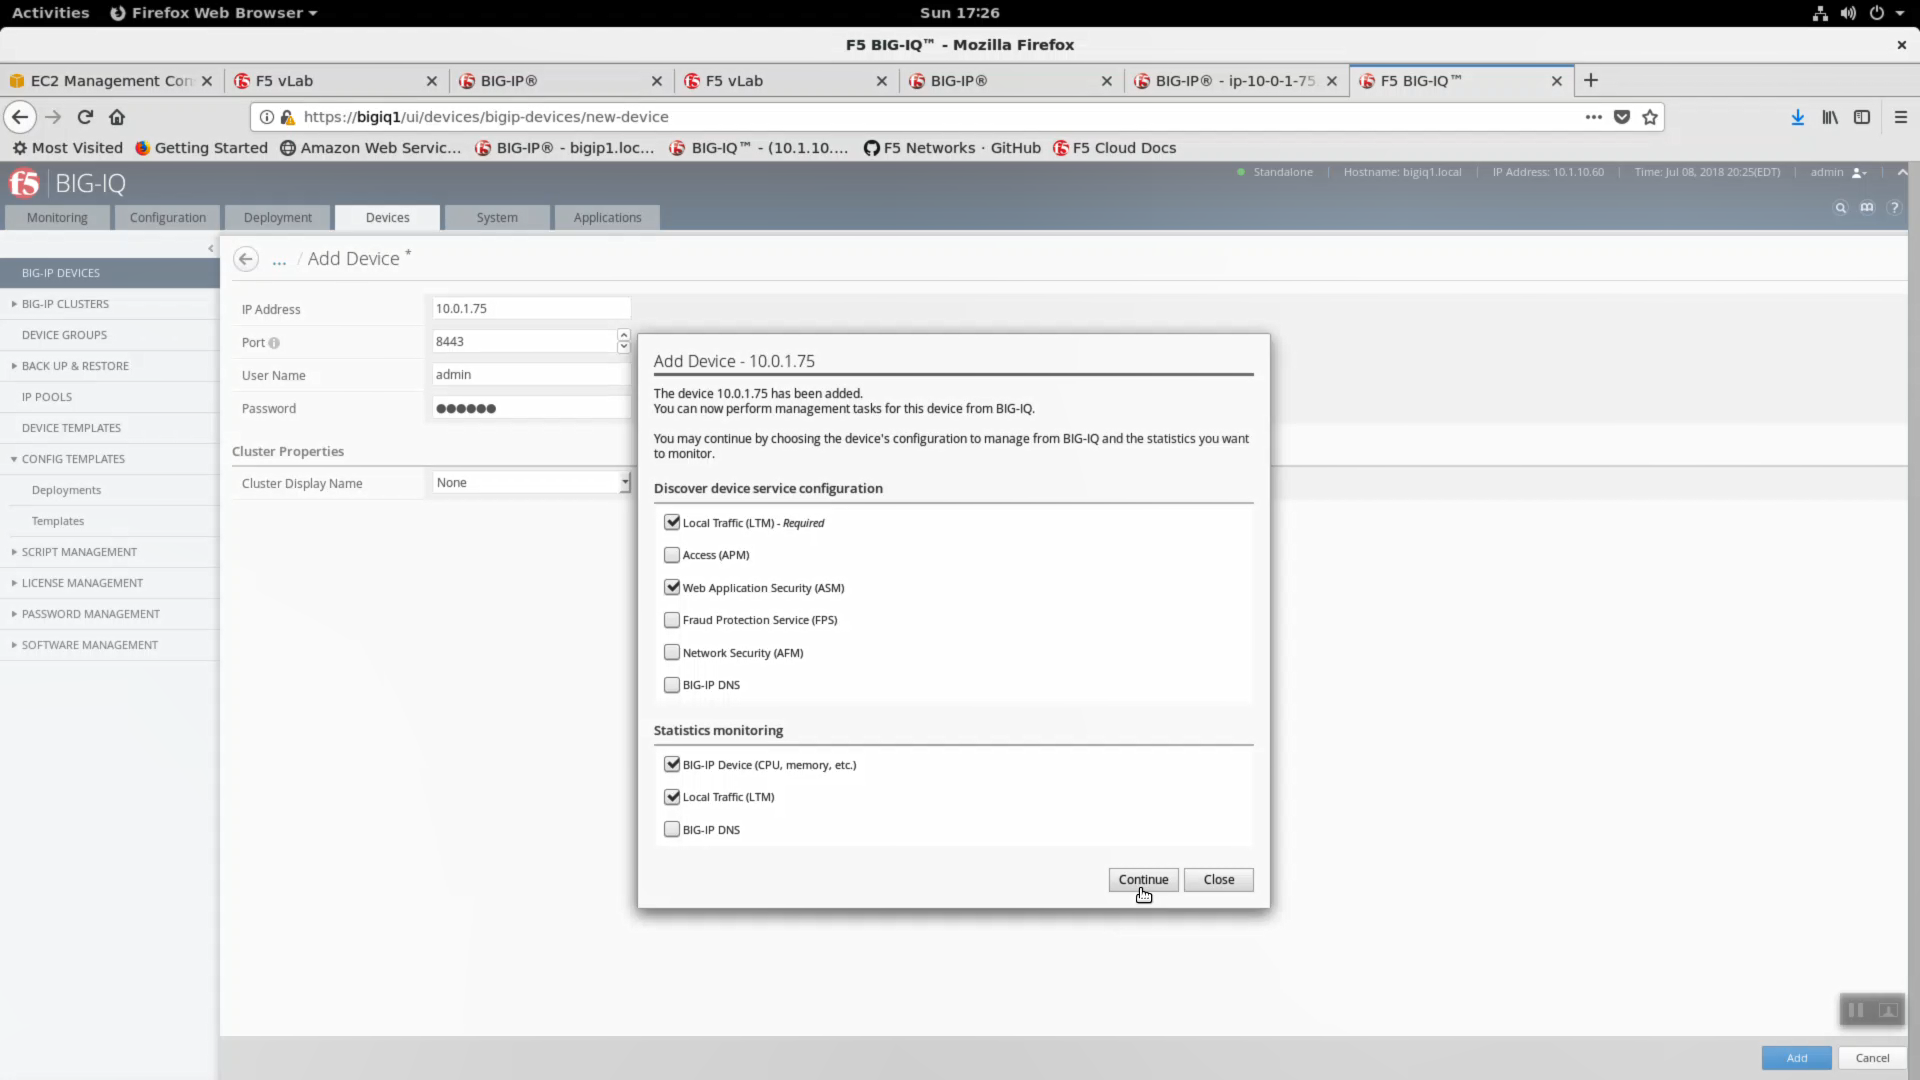 Activities Firefox Web Browser Sun 17:26
F5 BIG-IQ™ - Mozilla Firefox
EC2 Management Con F5 vLab BIG-IP® F5 vLab BIG-IP® BIG-IP® - ip-10-0-1-75 F5 BIG-IQ™
https://bigiq1/ui/devices/bigip-devices/new-device
Most Visited Getting Started Amazon Web Servic... BIG-IP® - bigip1.loc... BIG-IQ™ - (10.1.10.... F5 Networks · GitHub F5 Cloud Docs
f5 BIG-IQ Standalone Hostname: bigiq1.local IP Address: 10.1.10.60 Time: Jul 08, 2018 20:25(EDT) admin
Monitoring Configuration Deployment Devices System Applications
BIG-IP DEVICES
BIG-IP CLUSTERS
DEVICE GROUPS
BACK UP & RESTORE
IP POOLS
DEVICE TEMPLATES
CONFIG TEMPLATES
Deployments
Templates
SCRIPT MANAGEMENT
LICENSE MANAGEMENT
PASSWORD MANAGEMENT
SOFTWARE MANAGEMENT
... / Add Device *
IP Address 10.0.1.75
Port 8443
User Name admin
Password ●●●●●●
Cluster Properties
Cluster Display Name None
Add Device - 10.0.1.75
The device 10.0.1.75 has been added.
You can now perform management tasks for this device from BIG-IQ.
You may continue by choosing the device's configuration to manage from BIG-IQ and the statistics you want
to monitor.
Discover device service configuration
Local Traffic (LTM) - Required
Access (APM)
Web Application Security (ASM)
Fraud Protection Service (FPS)
Network Security (AFM)
BIG-IP DNS
Statistics monitoring
BIG-IP Device (CPU, memory, etc.)
Local Traffic (LTM)
BIG-IP DNS
Continue Close
Add Cancel